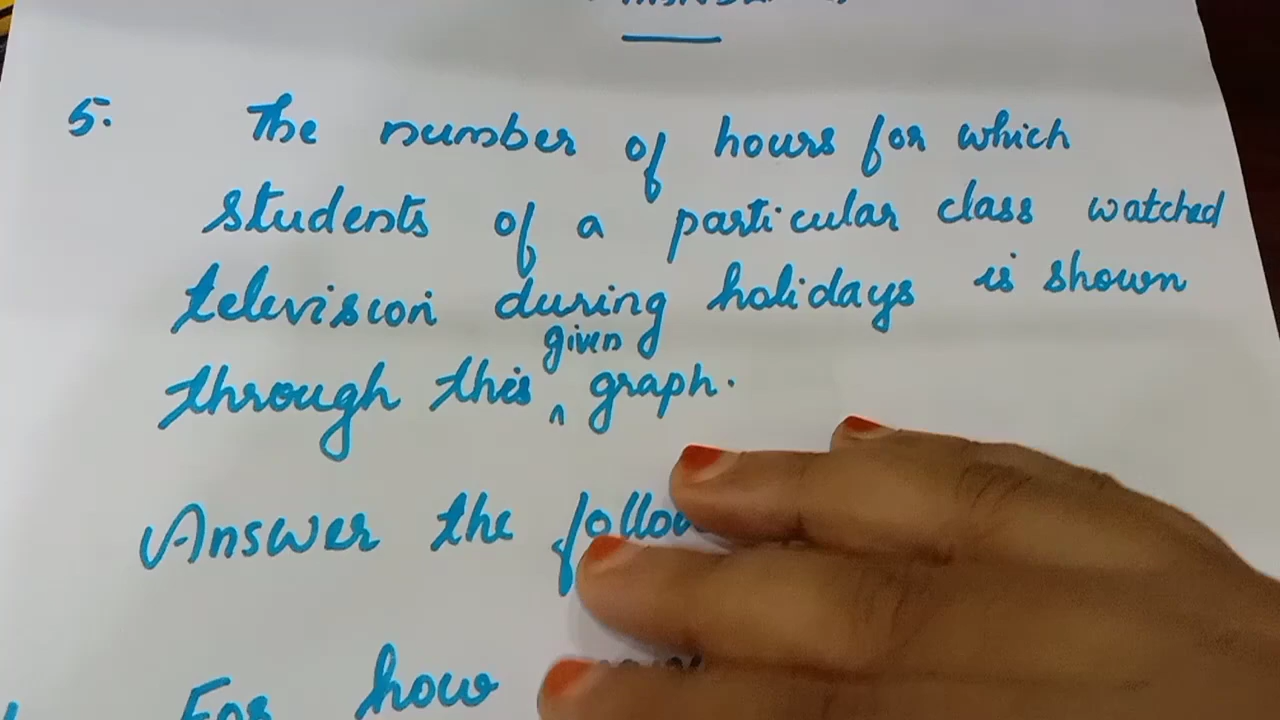 5. The number of hours for which
students of a particular class watched
television during holidays is shown
through this ^ given graph.
Answer the
For how